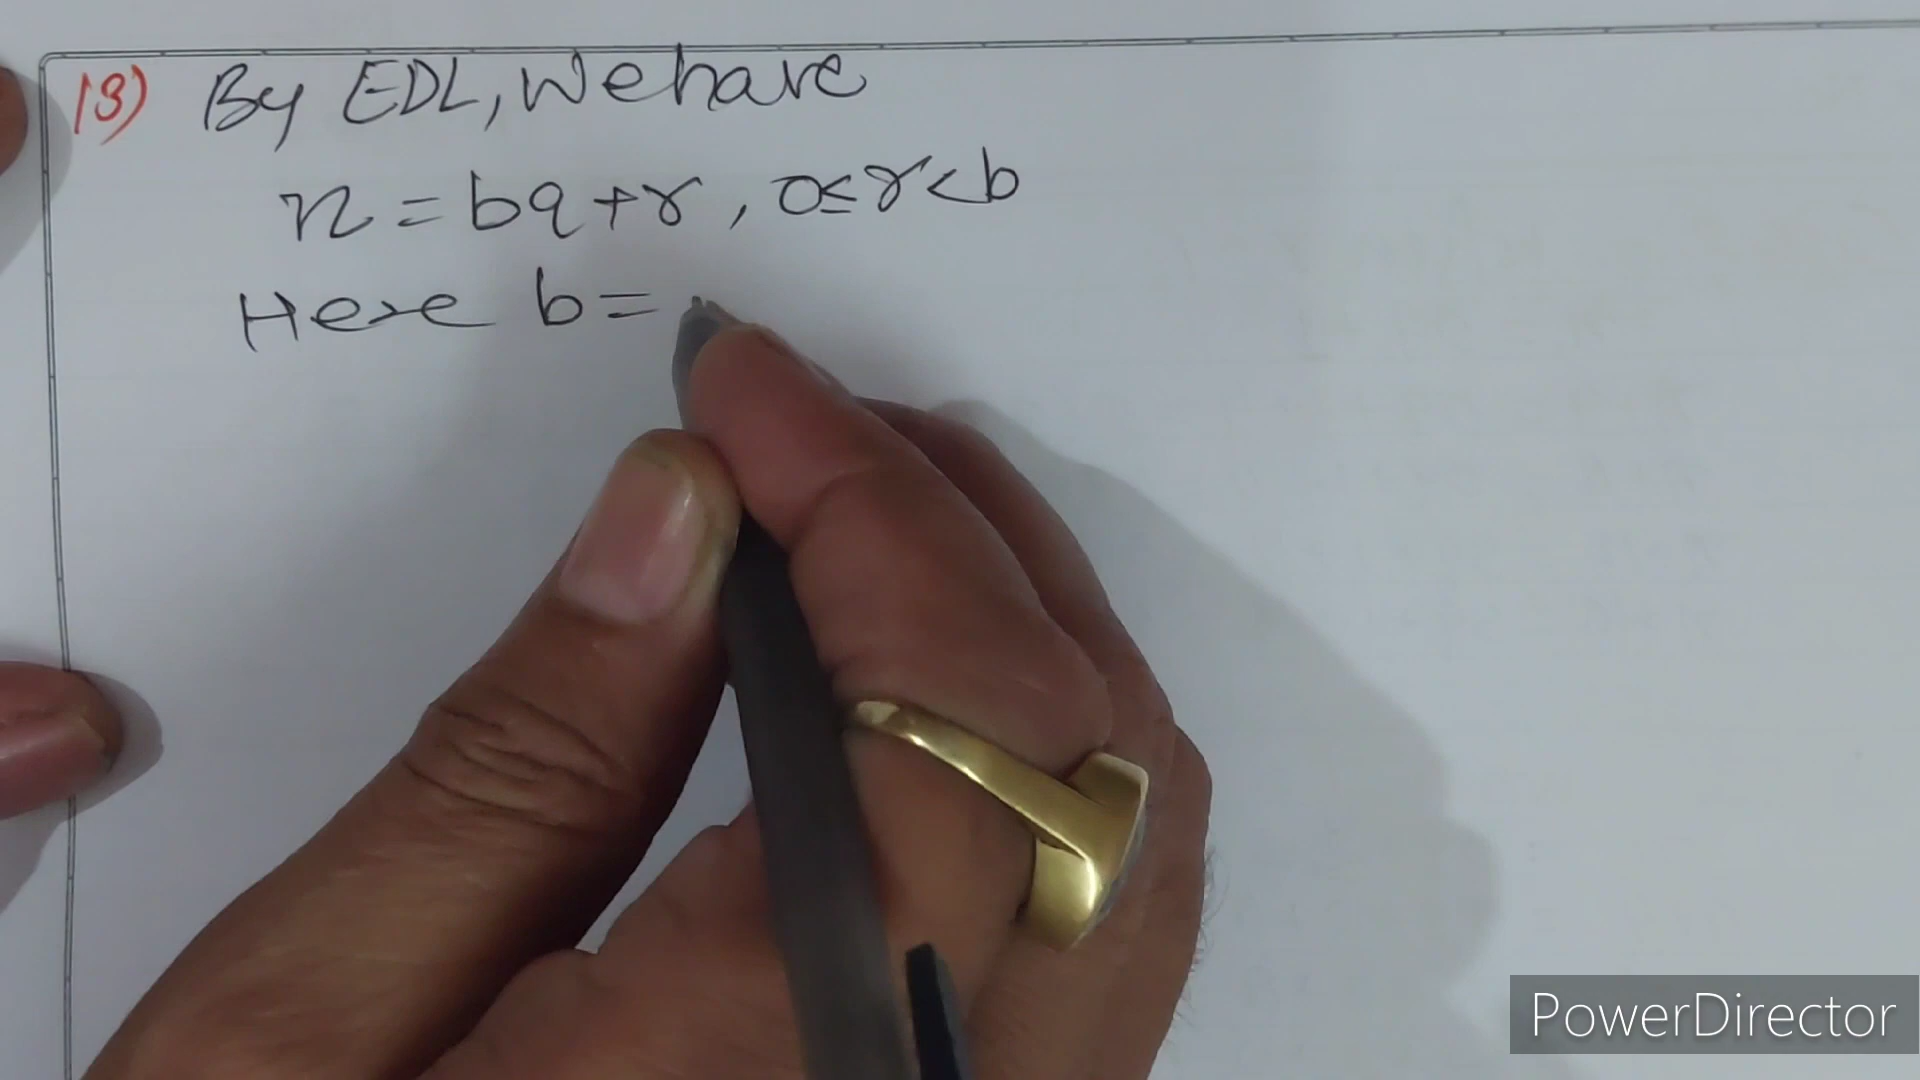 13) By EDL, We have
n = bq + r, 0 ≤ r < b
Here b =
PowerDirector